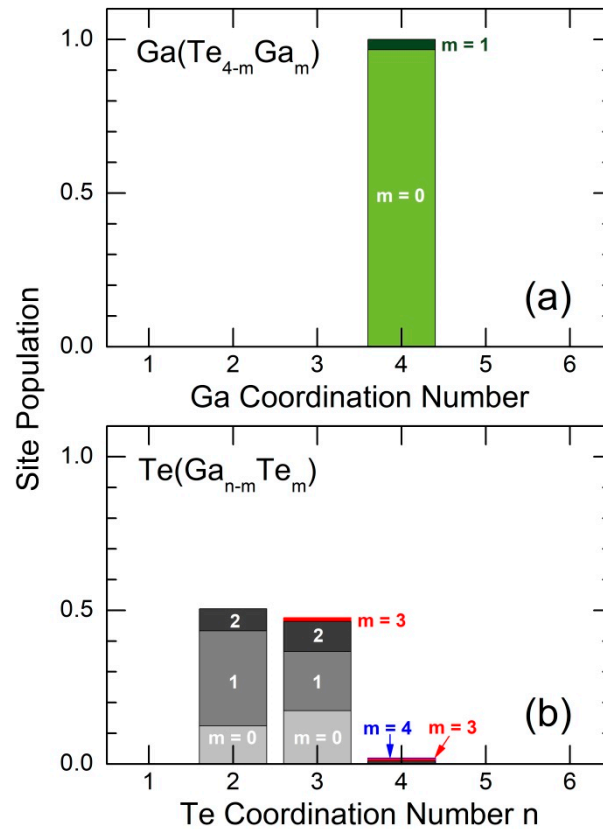 Site Population
1.0
0.5
0.0
Ga(Te₄₋ₘGaₘ)
m = 1
m = 0
(a)
1 2 3 4 5 6
Ga Coordination Number
1.0
0.5
0.0
Te(Gaₙ₋ₘTeₘ)
2
1
m = 0
m = 3
2
1
m = 0
m = 4
m = 3
(b)
1 2 3 4 5 6
Te Coordination Number n